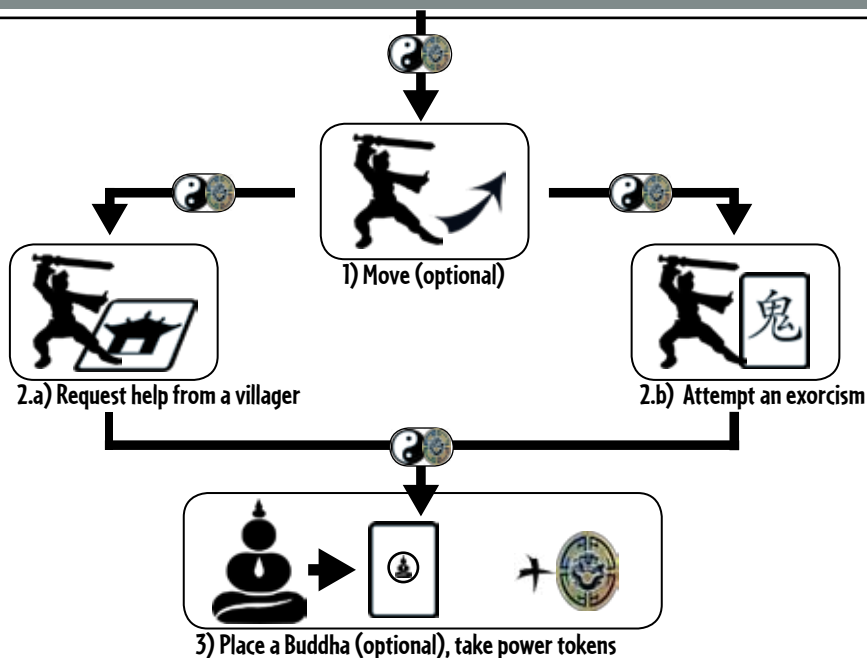 1) Move (optional)
鬼
2.a) Request help from a villager
2.b) Attempt an exorcism
3) Place a Buddha (optional), take power tokens